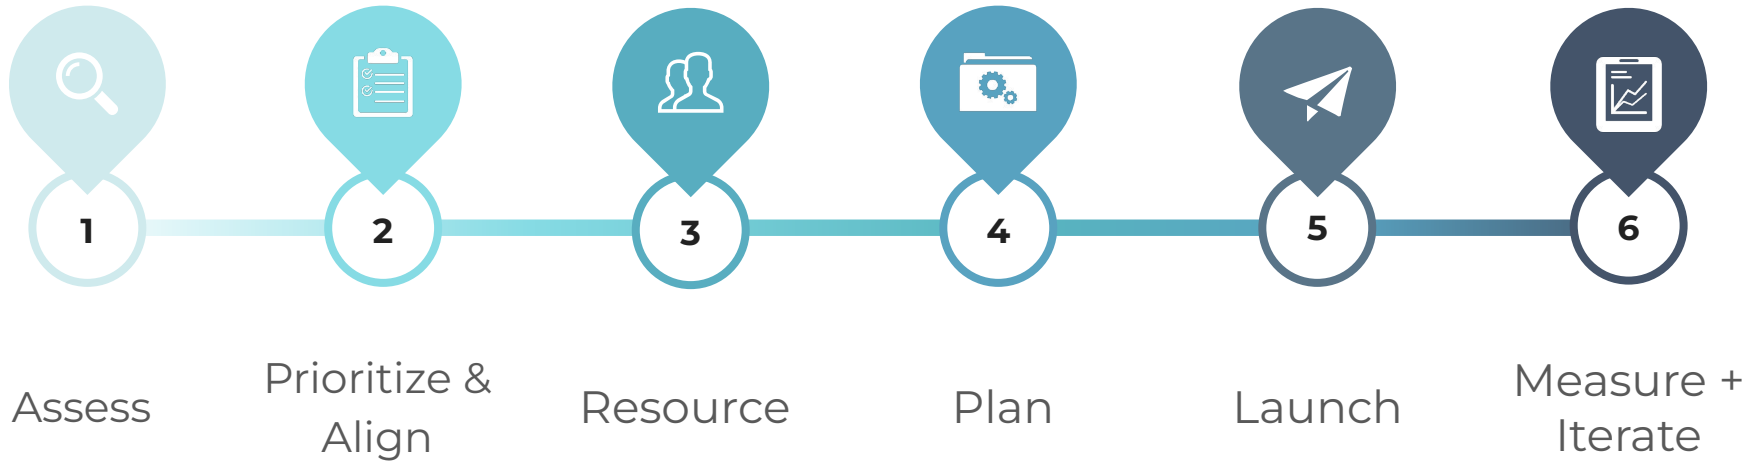 1
2
3
4
5
6
Assess
Prioritize &
Align
Resource
Plan
Launch
Measure +
Iterate